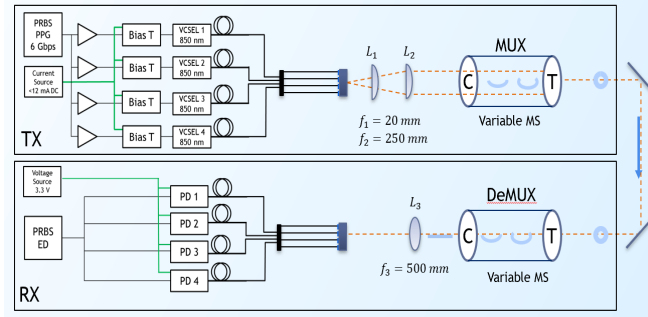 PRBS
PPG
6 Gbps
Current
Source
<12 mA DC
TX
Bias T
VCSEL 1
850 nm
Bias T
VCSEL 2
850 nm
Bias T
VCSEL 3
850 nm
Bias T
VCSEL 4
850 nm
L1
L2
f1 = 20 mm
f2 = 250 mm
MUX
C
T
Variable MS
Voltage
Source
3.3 V
PRBS
ED
RX
PD 1
PD 2
PD 3
PD 4
L3
f3 = 500 mm
DeMUX
C
T
Variable MS